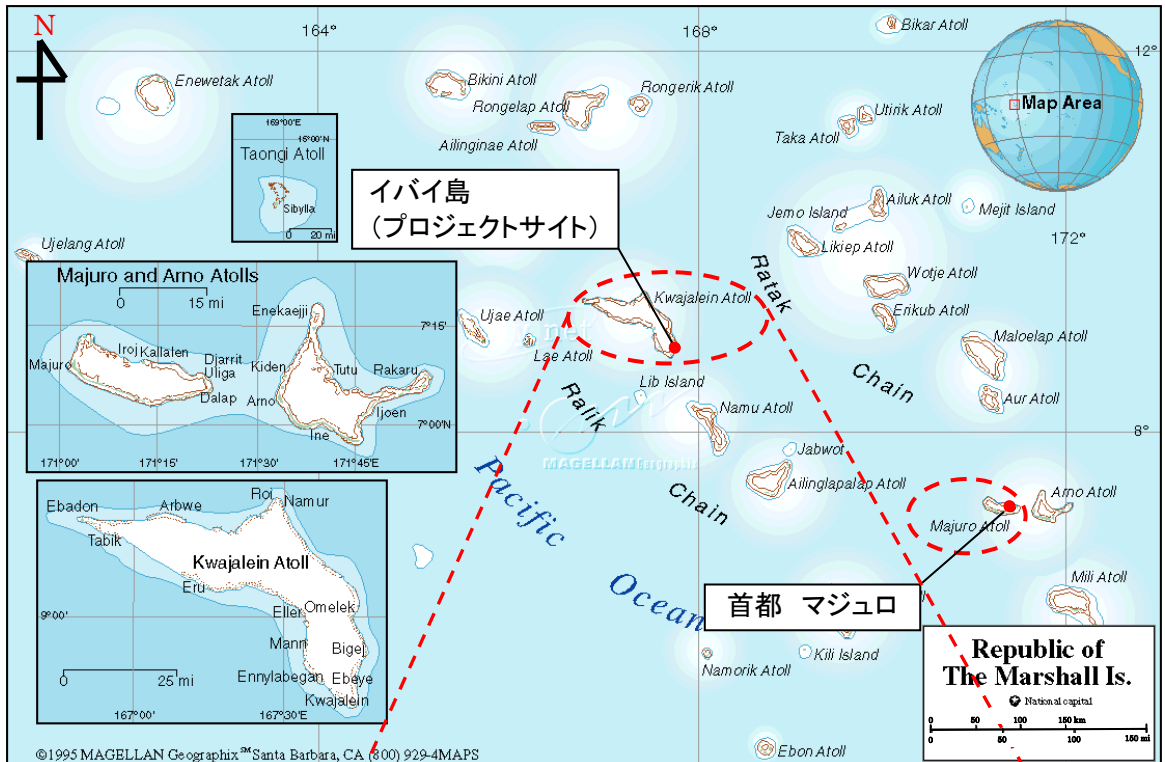 N
164°
168°
Bikar Atoll
12°
Enewetak Atoll
Bikini Atoll
Rongelap Atoll
Rongerik Atoll
Ailinginae Atoll
Utirik Atoll
Taka Atoll
Map Area
169°00'E
15°00'N
Taongi Atoll
Sibylla
0 20 mi
イバイ島
(プロジェクトサイト)
Ailuk Atoll
Jemo Island
Mejit Island
Likiep Atoll
172°
Ujelang Atoll
Wotje Atoll
Erikub Atoll
Ratak
Chain
Kwajalein Atoll
Ujae Atoll
Lae Atoll
Maloelap Atoll
Aur Atoll
Lib Island
Namu Atoll
Ralik
Chain
8°
Jabwot
Ailinglapalap Atoll
MAGELLAN Geographix
Majuro and Arno Atolls
0 15 mi
Enekaejji
7°15'
Majuro
Iroj
Kallalen
Djarrit
Uliga
Dalap
Kiden
Tutu
Rakaru
Arno
Ijoen
Ine
7°00'
171°00'
171°15'
171°30'
171°45'E
Pacific
Ocean
Arno Atoll
Majuro Atoll
首都 マジュロ
Mili Atoll
Ebadon
Arbwe
Roi
Namur
Tabik
Kwajalein Atoll
Eru
9°00'
Eller
Omelek
Mann
Bige
Ennylabegan
Ebeye
Kwajalein
0 25 mi
167°00'
167°30'E
Namorik Atoll
Kili Island
Ebon Atoll
Republic of
The Marshall Is.
National capital
0 50 100 150 km
0 50 100 150 mi
©1995 MAGELLAN Geographix℠ Santa Barbara, CA (800) 929-4MAPS